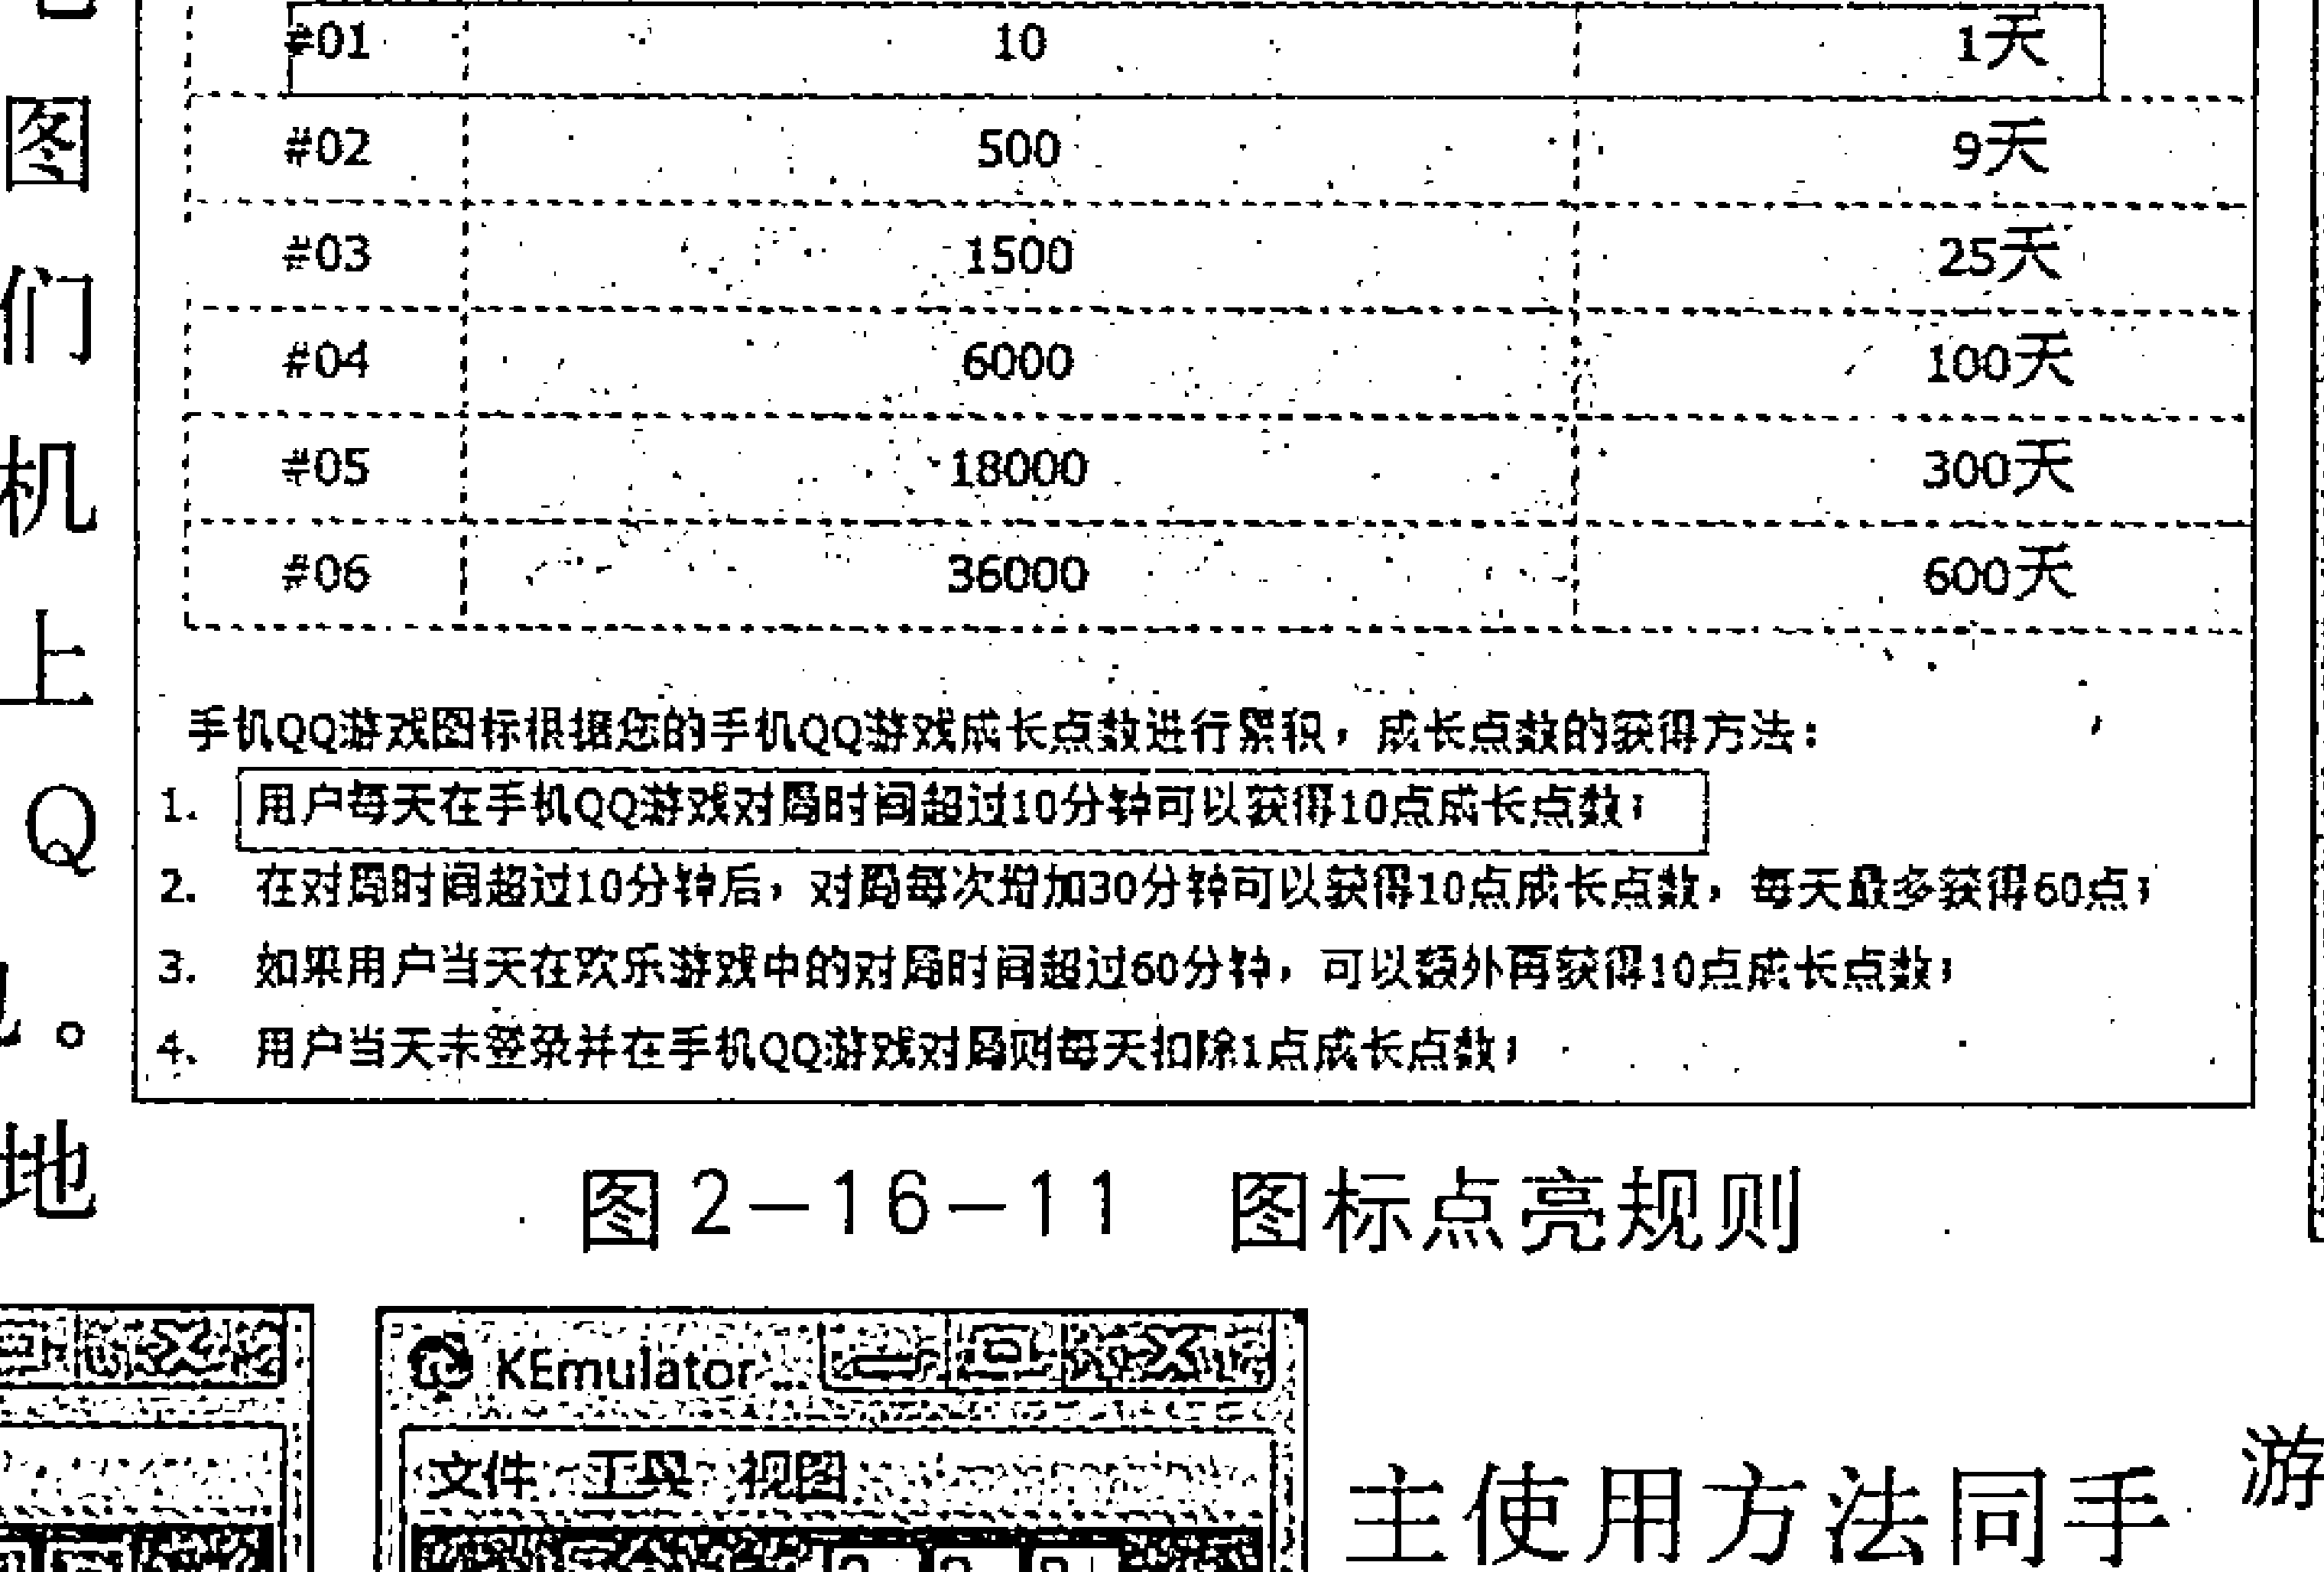 #01 10 1天
#02 500 9天
#03 1500 25天
#04 6000 100天
#05 18000 300天
#06 36000 600天
手机QQ游戏图标根据您的手机QQ游戏成长点数进行累积，成长点数的获得方法：
1. 用户每天在手机QQ游戏对局时间超过10分钟可以获得10点成长点数；
2. 在对局时间超过10分钟后，对局每次增加30分钟可以获得10点成长点数，每天最多获得60点；
3. 如果用户当天在欢乐游戏中的对局时间超过60分钟，可以额外再获得10点成长点数；
4、 用户当天未登录并在手机QQ游戏对局则每天扣除1点成长点数；
图2-16-11 图标点亮规则
图
们
机
上
Q
。
地
KEmulator...
文件 工具 视图
主使用方法同手
游